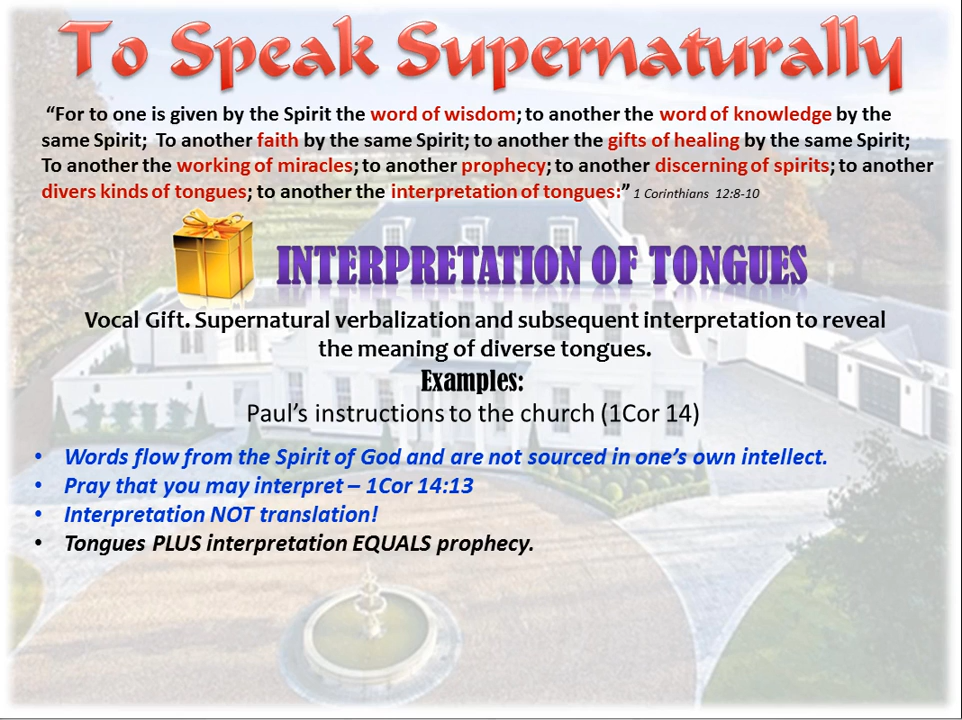 To Speak Supernaturally
“For to one is given by the Spirit the word of wisdom; to another the word of knowledge by the
same Spirit; To another faith by the same Spirit; to another the gifts of healing by the same Spirit;
To another the working of miracles; to another prophecy; to another discerning of spirits; to another
divers kinds of tongues; to another the interpretation of tongues:” 1 Corinthians 12:8-10
INTERPRETATION OF TONGUES
Vocal Gift. Supernatural verbalization and subsequent interpretation to reveal
the meaning of diverse tongues.
Examples:
Paul’s instructions to the church (1Cor 14)
• Words flow from the Spirit of God and are not sourced in one’s own intellect.
• Pray that you may interpret – 1Cor 14:13
• Interpretation NOT translation!
• Tongues PLUS interpretation EQUALS prophecy.